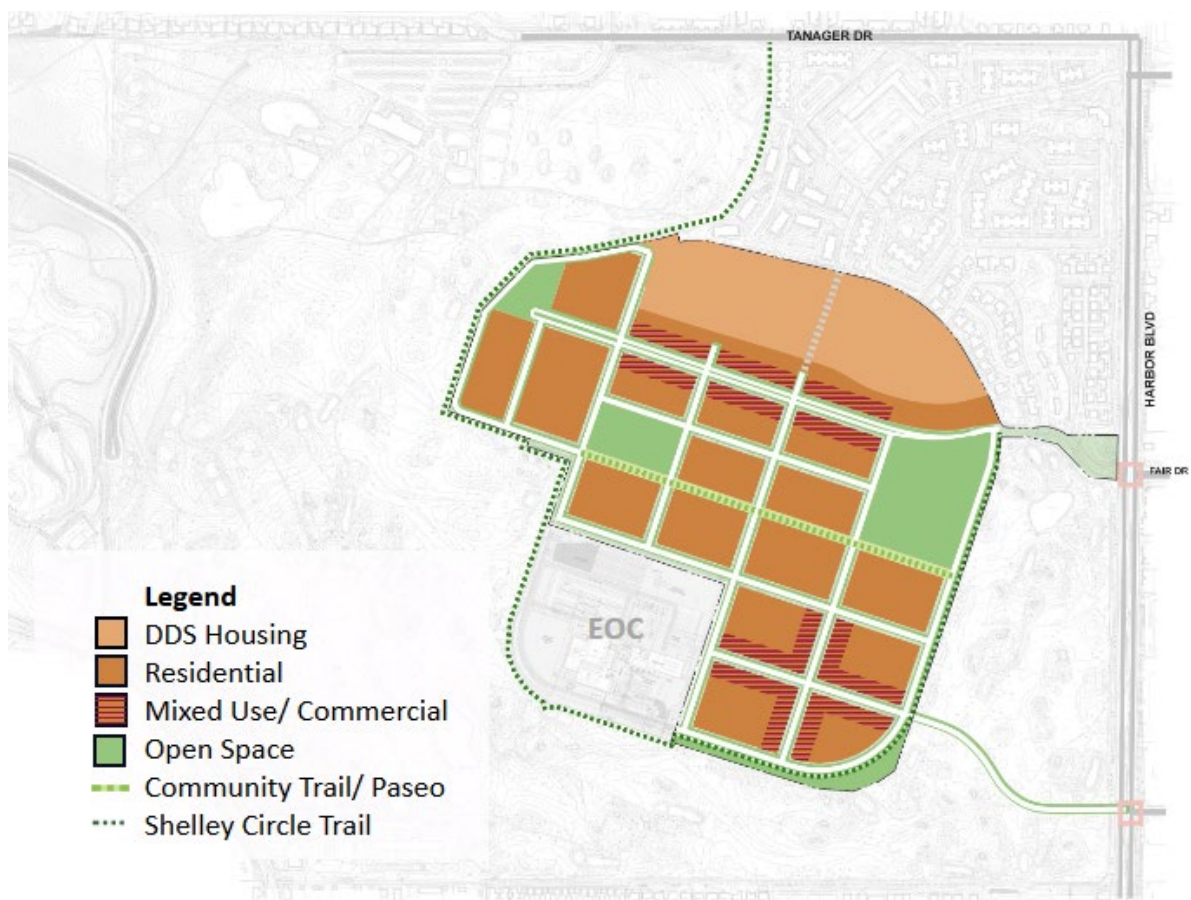 TANAGER DR
HARBOR BLVD
FAIR DR
EOC
Legend
DDS Housing
Residential
Mixed Use/ Commercial
Open Space
Community Trail/ Paseo
Shelley Circle Trail